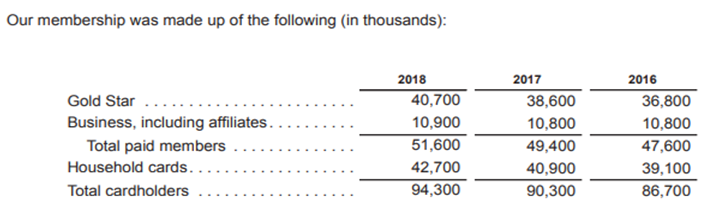 Our membership was made up of the following (in thousands):
2018 2017 2016
Gold Star . . . . . . . . . . . . . . . . . . . . . . . . 40,700 38,600 36,800
Business, including affiliates. . . . . . . . . . 10,900 10,800 10,800
Total paid members . . . . . . . . . . . . . . 51,600 49,400 47,600
Household cards. . . . . . . . . . . . . . . . . . . 42,700 40,900 39,100
Total cardholders . . . . . . . . . . . . . . . . . . 94,300 90,300 86,700